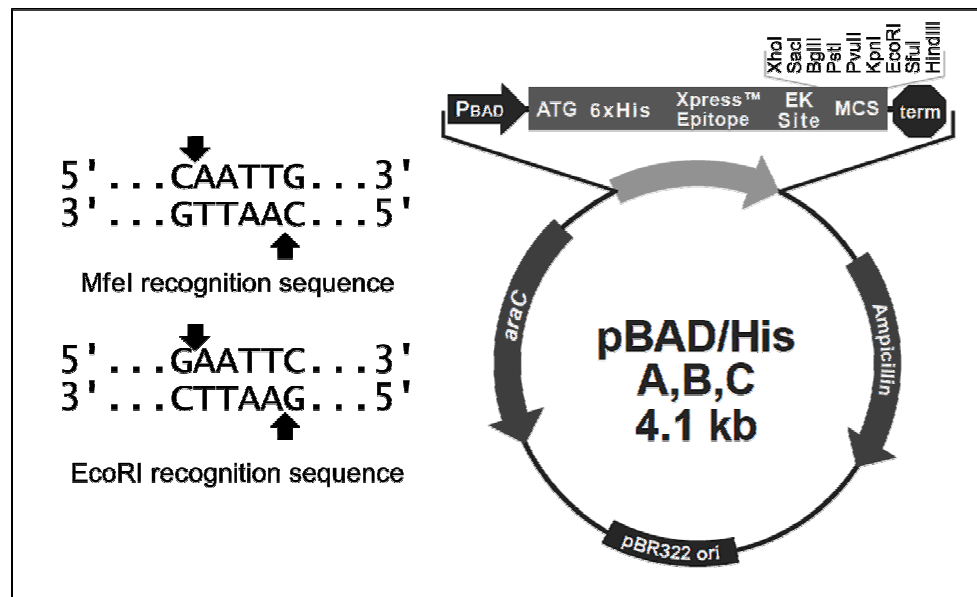 5'...CAATTG...3'
3'...GTTAAC...5'
MfeI recognition sequence
5'...GAATTC...3'
3'...CTTAAG...5'
EcoRI recognition sequence
XhoI
SacI
BglII
PstI
PvuII
KpnI
EcoRI
SfuI
HindIII
PBAD
ATG
6xHis
Xpress™
Epitope
EK
Site
MCS
term
araC
Ampicillin
pBAD/His
A,B,C
4.1 kb
pBR322 ori